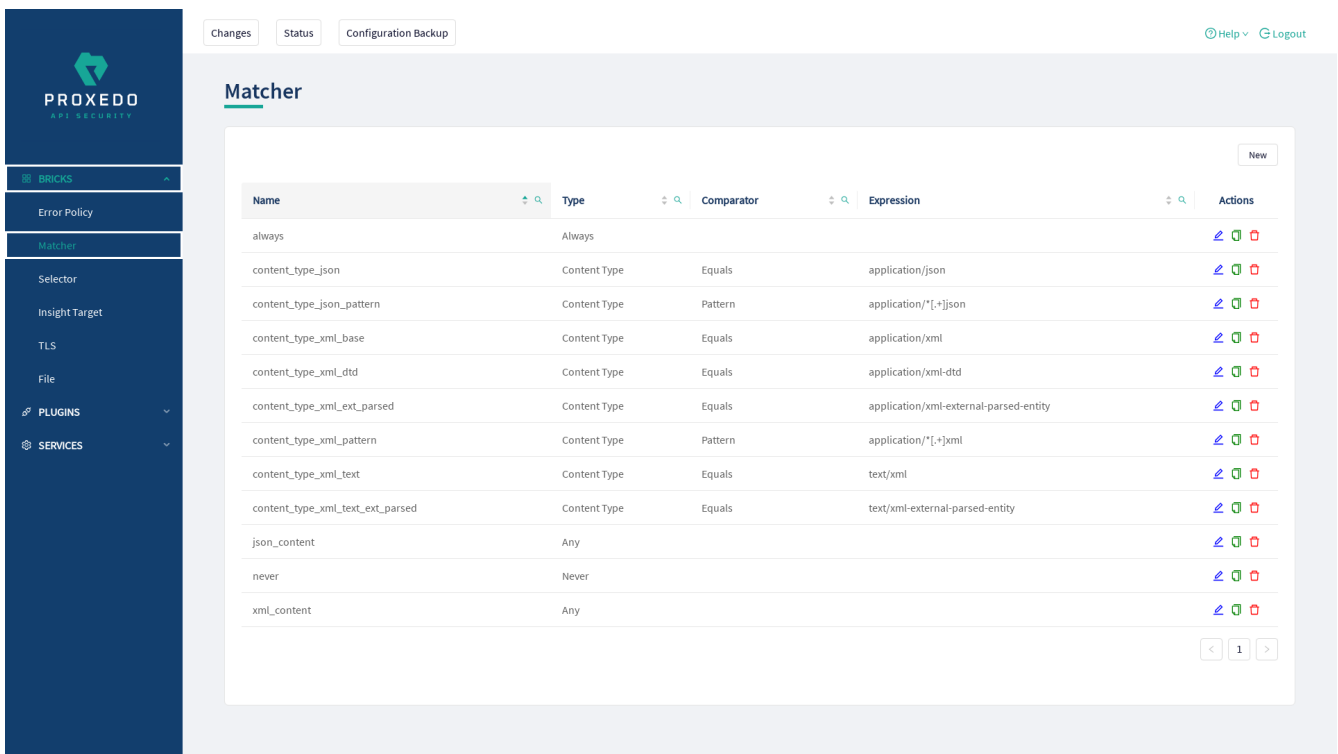 PROXEDO
API SECURITY
BRICKS
Error Policy
Matcher
Selector
Insight Target
TLS
File
PLUGINS
SERVICES
Changes Status Configuration Backup Help Logout
Matcher
New
Name Type Comparator Expression Actions
always Always
content_type_json Content Type Equals application/json
content_type_json_pattern Content Type Pattern application/*[.+]json
content_type_xml_base Content Type Equals application/xml
content_type_xml_dtd Content Type Equals application/xml-dtd
content_type_xml_ext_parsed Content Type Equals application/xml-external-parsed-entity
content_type_xml_pattern Content Type Pattern application/*[.+]xml
content_type_xml_text Content Type Equals text/xml
content_type_xml_text_ext_parsed Content Type Equals text/xml-external-parsed-entity
json_content Any
never Never
xml_content Any
< 1 >